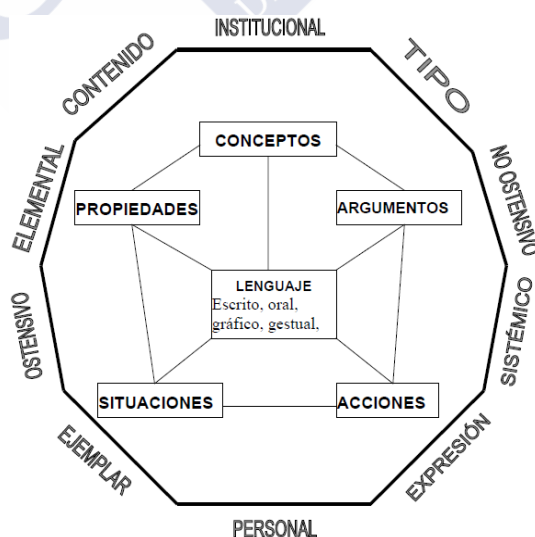 INSTITUCIONAL
CONTENIDO
TIPO
CONCEPTOS
ELEMENTAL
NO OSTENSIVO
PROPIEDADES
ARGUMENTOS
LENGUAJE
Escrito, oral,
gráfico, gestual,
OSTENSIVO
SISTÉMICO
SITUACIONES
ACCIONES
EJEMPLAR
EXPRESIÓN
PERSONAL